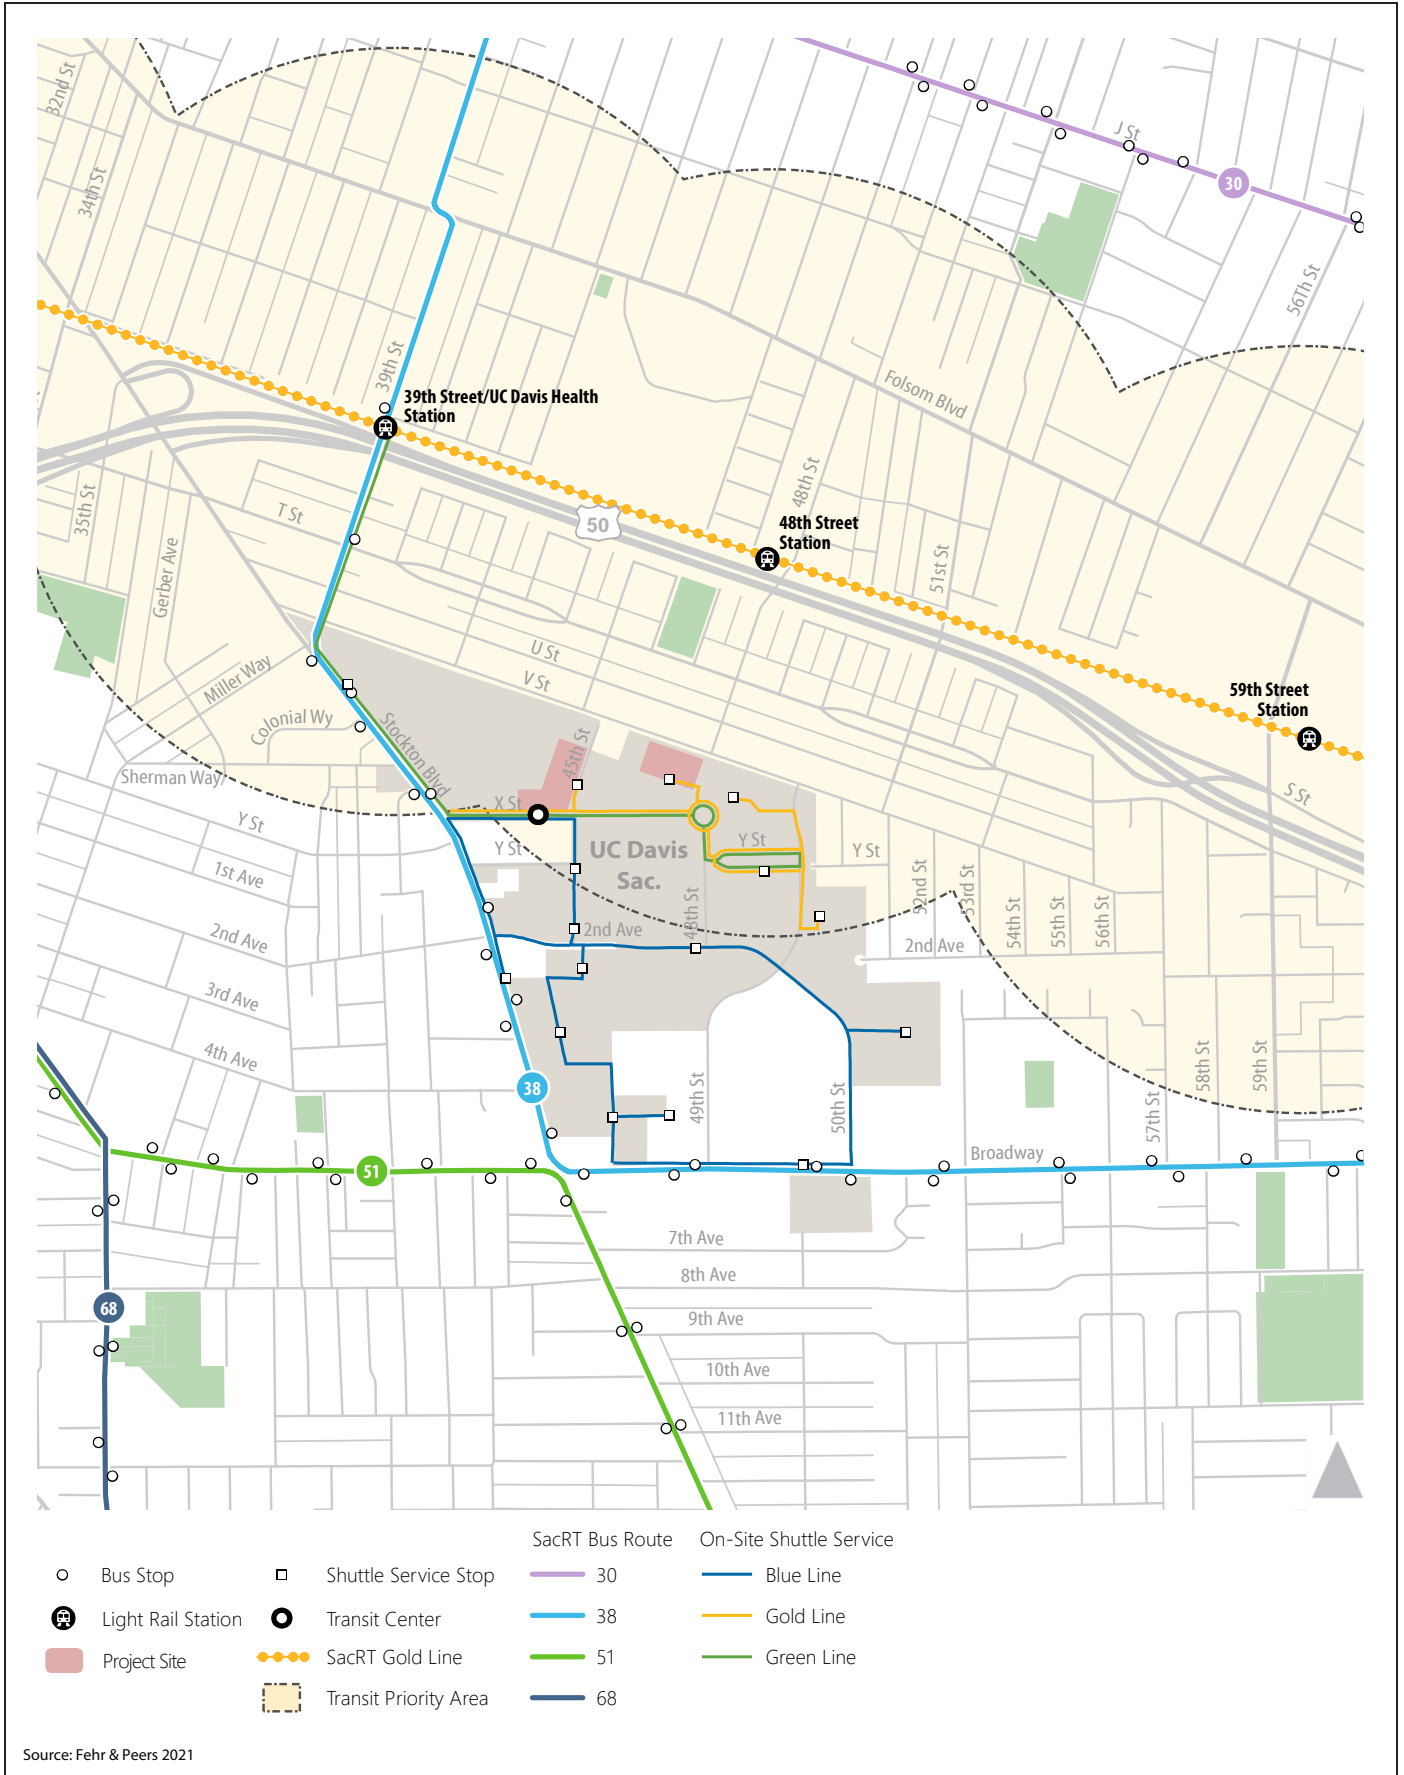 32nd St
34th St
J St
30
56Th St
39th St
39th Street/UC Davis Health
Station
Folsom Blvd
35th St
T St
50
48th St
48th Street
Station
51st St
Gerber Ave
U St
V St
Miller Way
Colonial Wy
Stockton Blvd
45th St
59th Street
Station
Sherman Way
S St
X St
Y St
Y St
Y St
Y St
UC Davis
Sac.
1st Ave
48th St
52nd St
53rd St
54th St
55th St
56th St
2nd Ave
2nd Ave
2nd Ave
3rd Ave
4th Ave
38
49th St
50th St
57th St
58th St
59th St
Broadway
51
7th Ave
8th Ave
68
9th Ave
10th Ave
11th Ave
SacRT Bus Route
On-Site Shuttle Service
Bus Stop
Shuttle Service Stop
30
Blue Line
Light Rail Station
Transit Center
38
Gold Line
Project Site
SacRT Gold Line
51
Green Line
Transit Priority Area
68
Source: Fehr & Peers 2021